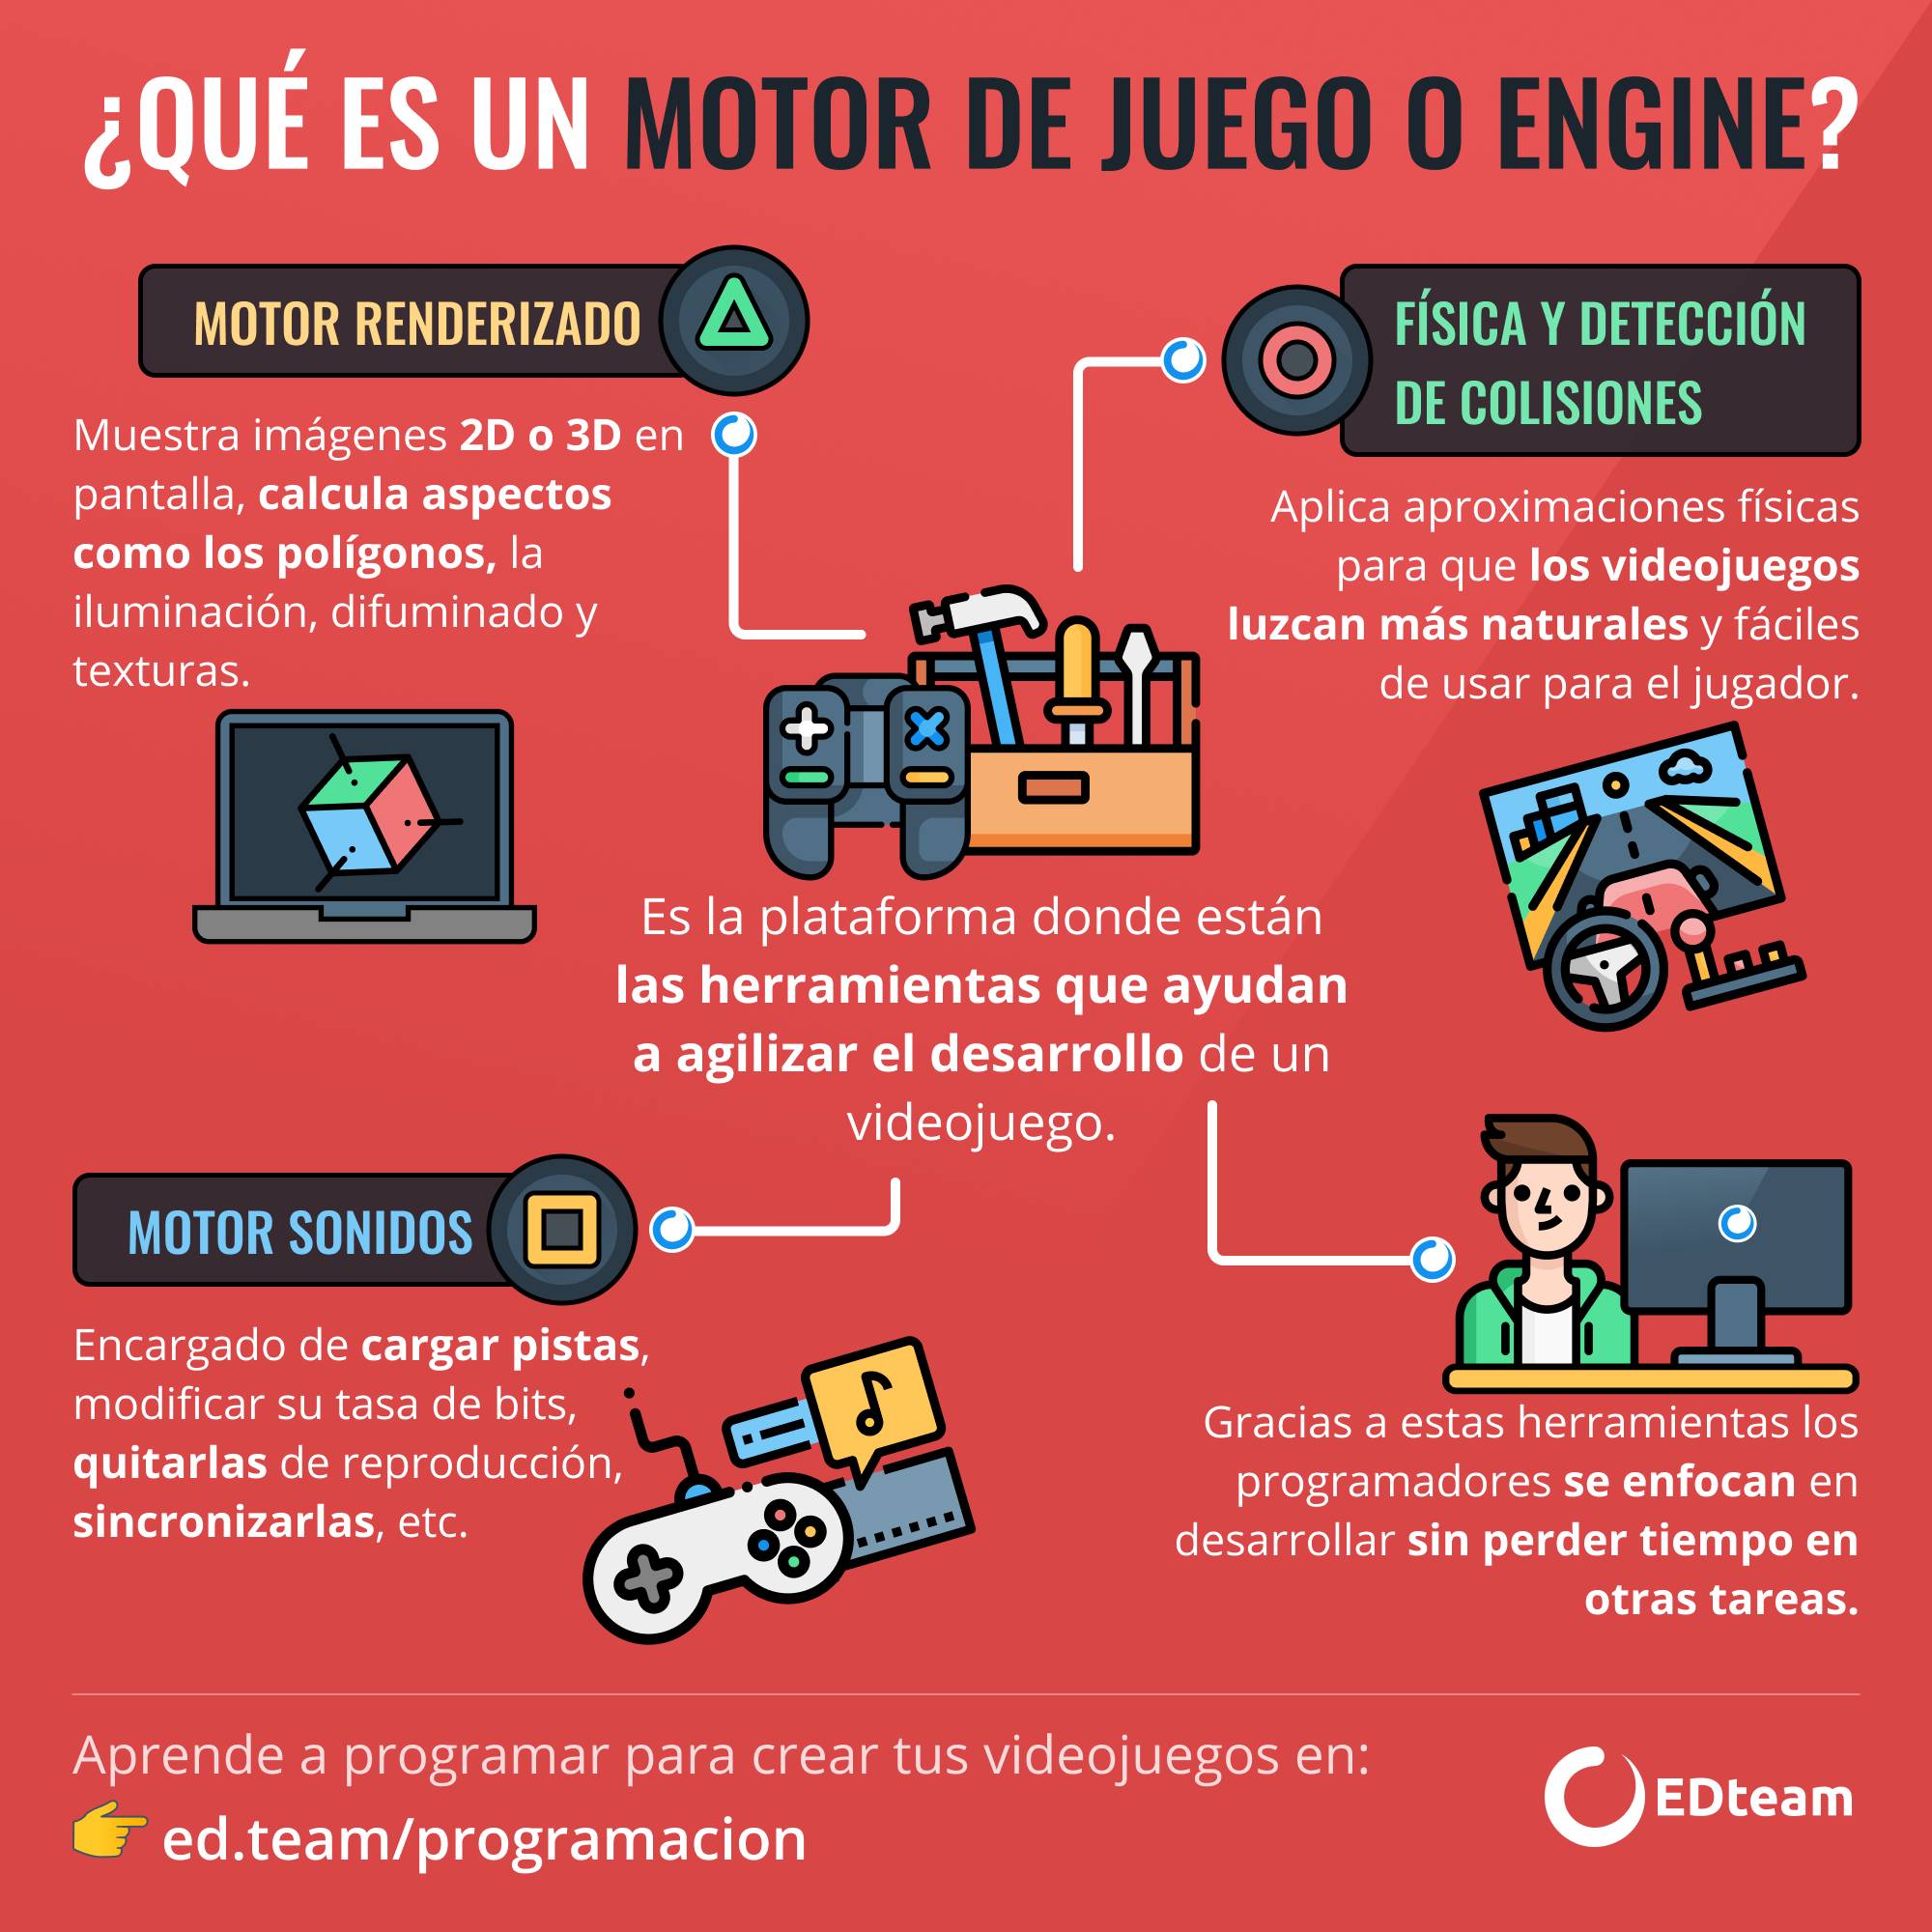 ¿QUÉ ES UN MOTOR DE JUEGO O ENGINE?
MOTOR RENDERIZADO
Muestra imágenes 2D o 3D en
pantalla, calcula aspectos
como los polígonos, la
iluminación, difuminado y
texturas.
FÍSICA Y DETECCIÓN
DE COLISIONES
Aplica aproximaciones físicas
para que los videojuegos
luzcan más naturales y fáciles
de usar para el jugador.
Es la plataforma donde están
las herramientas que ayudan
a agilizar el desarrollo de un
videojuego.
MOTOR SONIDOS
Encargado de cargar pistas,
modificar su tasa de bits,
quitarlas de reproducción,
sincronizarlas, etc.
Gracias a estas herramientas los
programadores se enfocan en
desarrollar sin perder tiempo en
otras tareas.
Aprende a programar para crear tus videojuegos en:
ed.team/programacion
EDteam